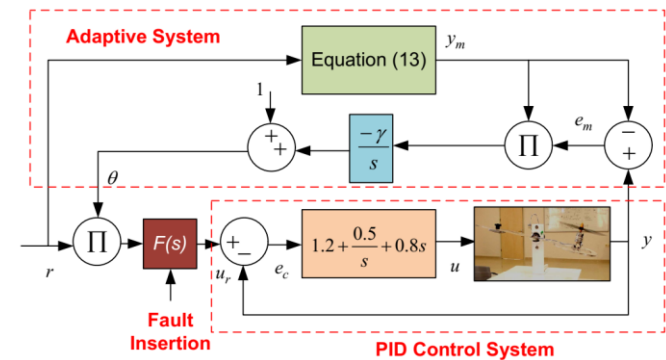 Adaptive System
Equation (13)
y_m
1
+
+
−γ/s
∏
e_m
−
+
θ
∏
r
F(s)
u_r
+
−
e_c
1.2 + 0.5/s + 0.8s
u
y
Fault
Insertion
PID Control System